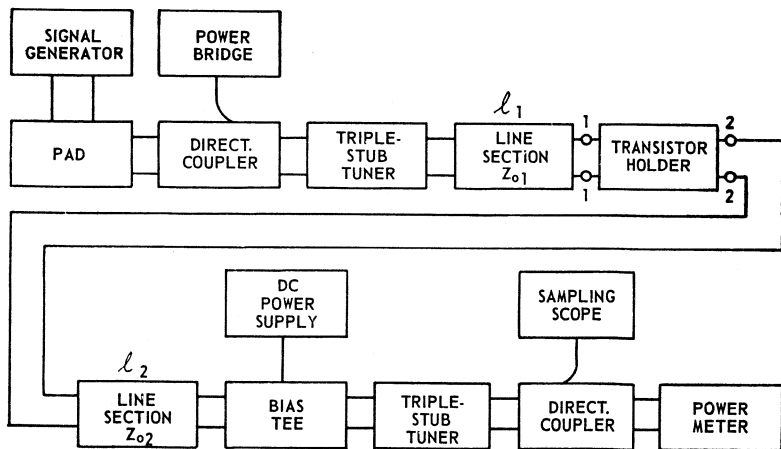 SIGNAL
GENERATOR
POWER
BRIDGE
PAD
DIRECT.
COUPLER
TRIPLE-
STUB
TUNER
ℓ1
LINE
SECTION
Zo1
1
1
TRANSISTOR
HOLDER
2
2
DC
POWER
SUPPLY
SAMPLING
SCOPE
ℓ2
LINE
SECTION
Zo2
BIAS
TEE
TRIPLE-
STUB
TUNER
DIRECT.
COUPLER
POWER
METER